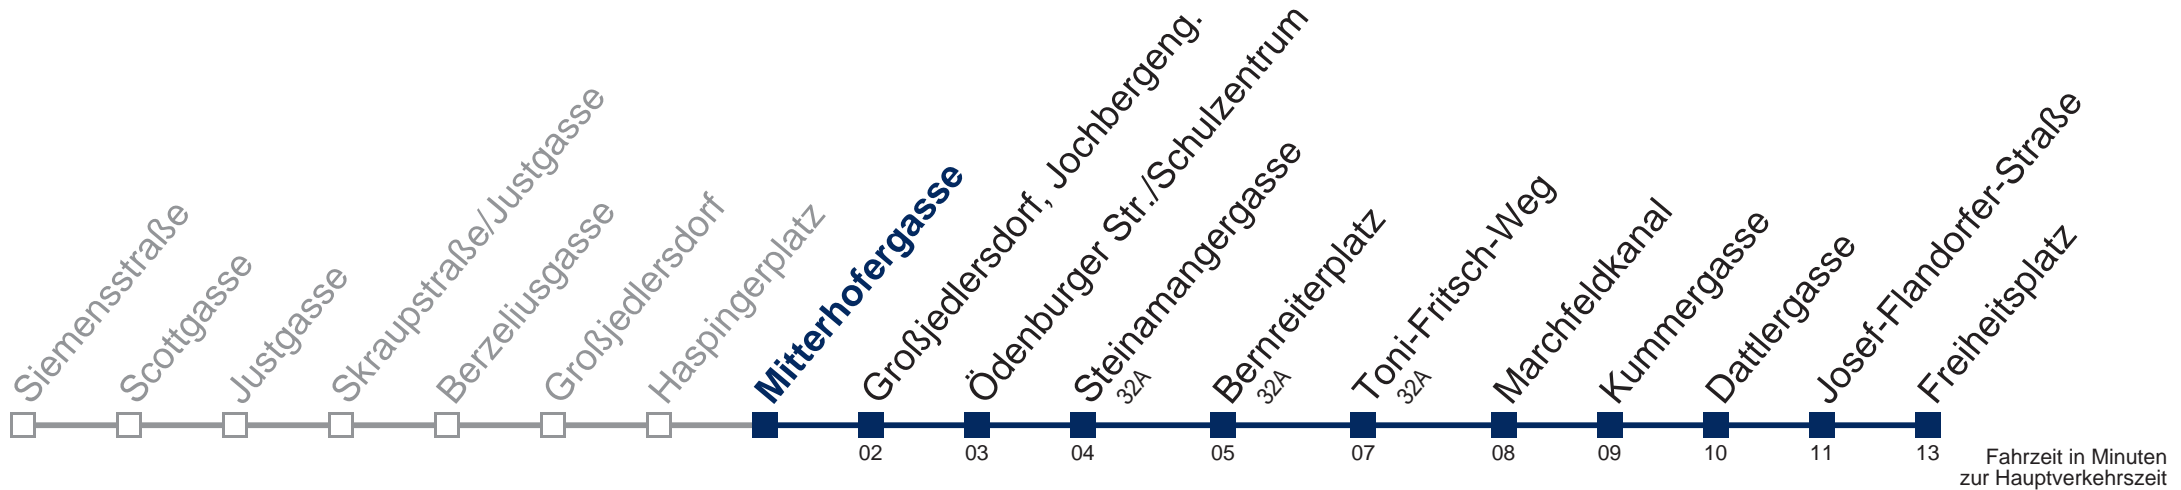 Siemensstraße
Scottgasse
Justgasse
Skraupstraße/Justgasse
Berzeliusgasse
Großjedlersdorf
Haspingerplatz
Mitterhofergasse
Großjedlersdorf, Jochbergeng.
Ödenburger Str./Schulzentrum
Steinamangergasse
32A
Bernreiterplatz
32A
Toni-Fritsch-Weg
32A
Marchfeldkanal
Kummergasse
Dattlergasse
Josef-Flandorfer-Straße
Freiheitsplatz
02 03 04 05 07 08 09 10 11 13
Fahrzeit in Minuten
zur Hauptverkehrszeit